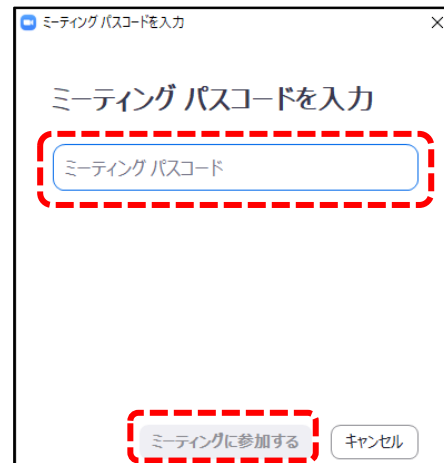 ミーティング パスコードを入力
ミーティング パスコードを入力
ミーティング パスコード
ミーティングに参加する
キャンセル